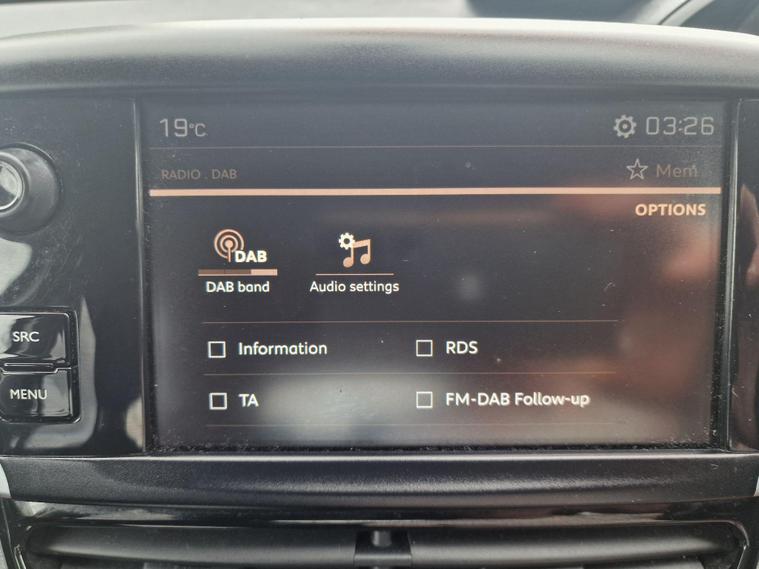 19°C 03:26
RADIO . DAB Mem
OPTIONS
DAB
DAB band Audio settings
SRC
Information RDS
MENU
TA FM-DAB Follow-up